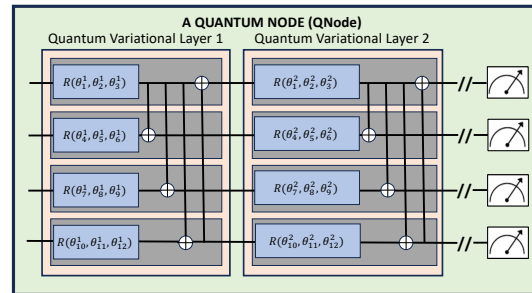 A QUANTUM NODE (QNode)
Quantum Variational Layer 1 Quantum Variational Layer 2
R(θ₁¹,θ₂¹,θ₃¹) R(θ₁²,θ₂²,θ₃²)
R(θ₄¹,θ₅¹,θ₆¹) R(θ₄²,θ₅²,θ₆²)
R(θ₇¹,θ₈¹,θ₉¹) R(θ₇²,θ₈²,θ₉²)
R(θ₁₀¹,θ₁₁¹,θ₁₂¹) R(θ₁₀²,θ₁₁²,θ₁₂²)